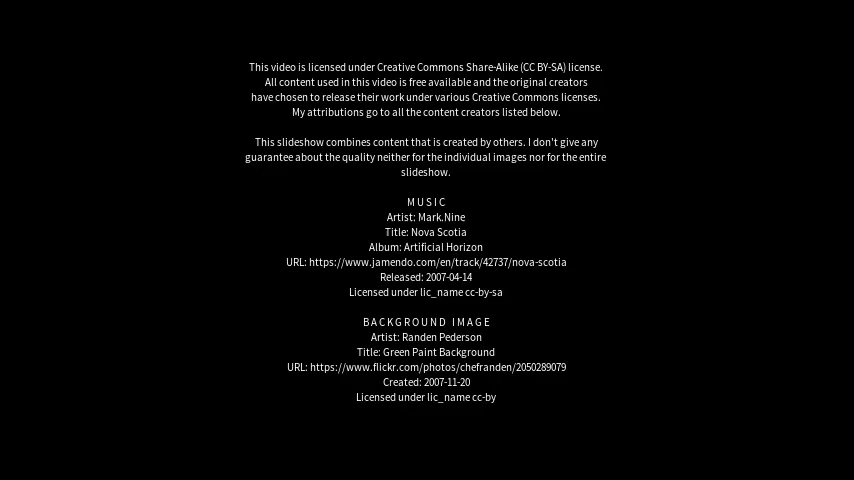 This video is licensed under Creative Commons Share-Alike (CC BY-SA) license.
All content used in this video is free available and the original creators
have chosen to release their work under various Creative Commons licenses.
My attributions go to all the content creators listed below.
This slideshow combines content that is created by others. I don't give any
guarantee about the quality neither for the individual images nor for the entire
slideshow.
MUSIC
Artist: Mark.Nine
Title: Nova Scotia
Album: Artificial Horizon
URL: https://www.jamendo.com/en/track/42737/nova-scotia
Released: 2007-04-14
Licensed under lic_name cc-by-sa
BACKGROUND IMAGE
Artist: Randen Pederson
Title: Green Paint Background
URL: https://www.flickr.com/photos/chefranden/2050289079
Created: 2007-11-20
Licensed under lic_name cc-by